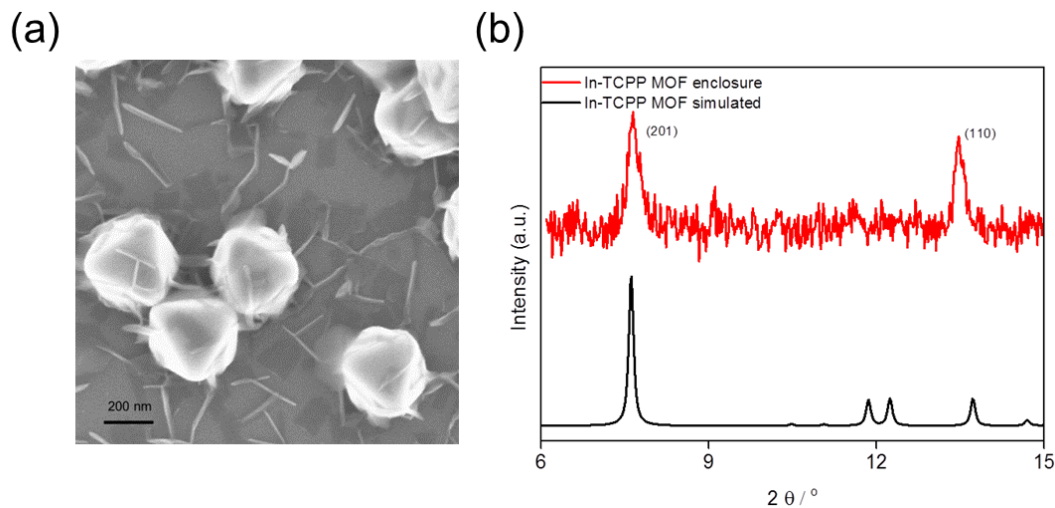 (a)
(b)
200 nm
In-TCPP MOF enclosure
In-TCPP MOF simulated
(201)
(110)
Intensity (a.u.)
6
9
12
15
2 θ / °